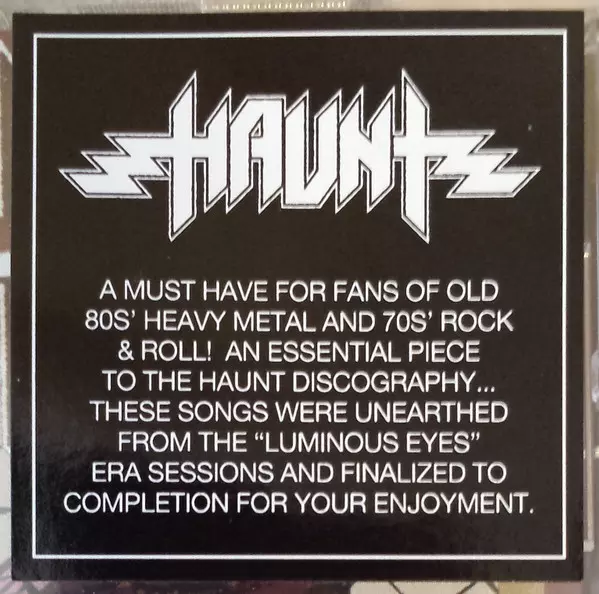 HAUNT
A MUST HAVE FOR FANS OF OLD
80S' HEAVY METAL AND 70S' ROCK
& ROLL! AN ESSENTIAL PIECE
TO THE HAUNT DISCOGRAPHY...
THESE SONGS WERE UNEARTHED
FROM THE “LUMINOUS EYES”
ERA SESSIONS AND FINALIZED TO
COMPLETION FOR YOUR ENJOYMENT.